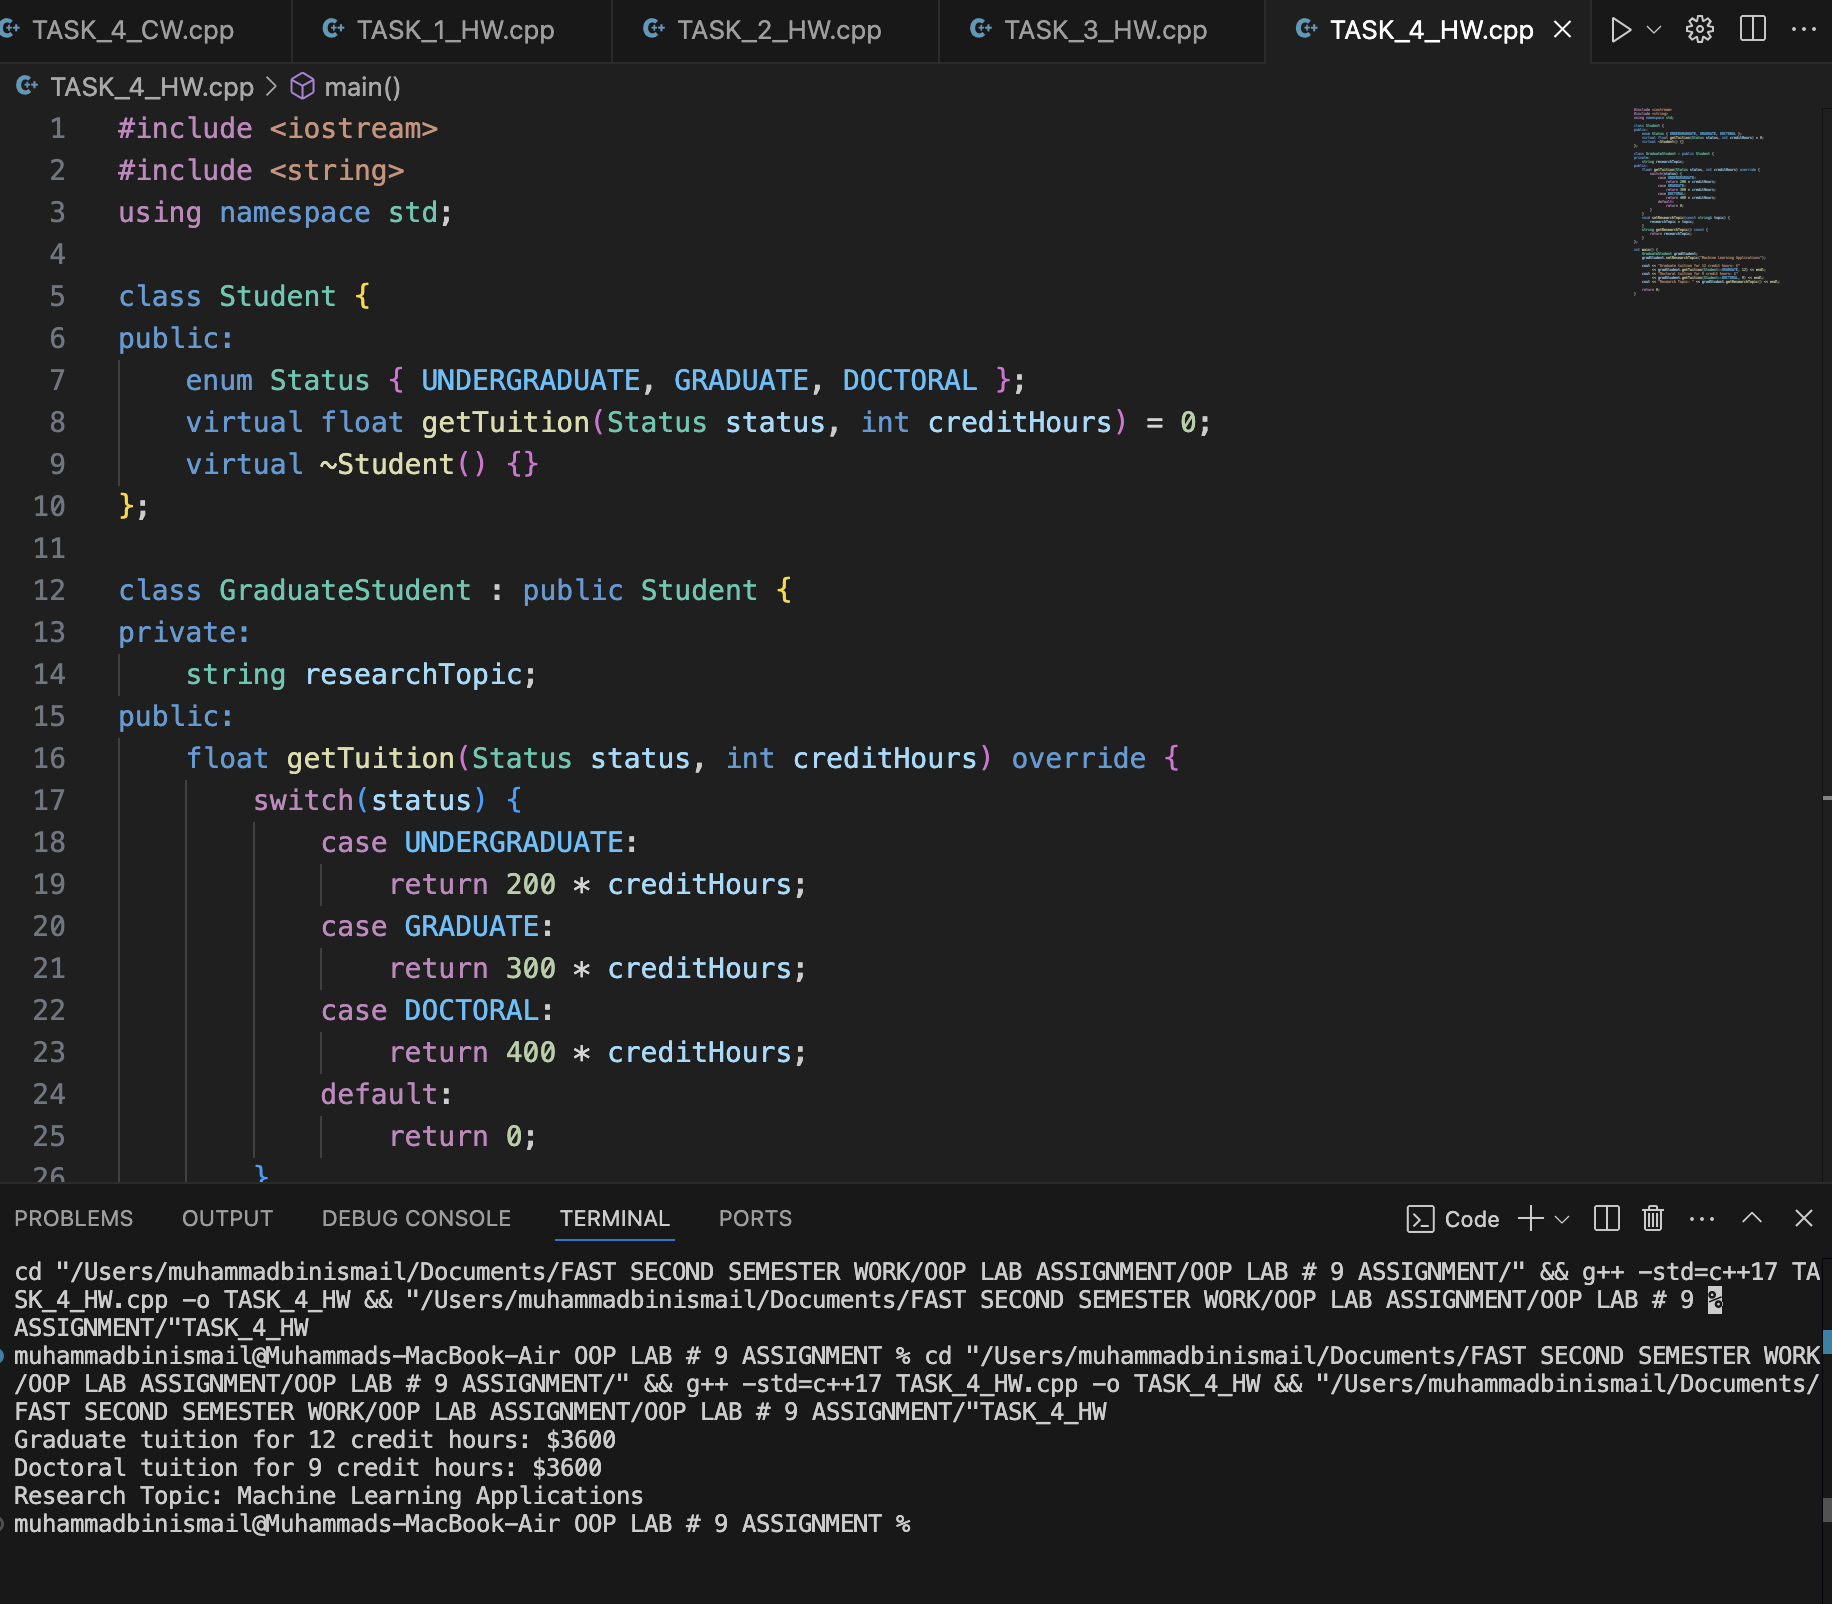 TASK_4_CW.cpp TASK_1_HW.cpp TASK_2_HW.cpp TASK_3_HW.cpp TASK_4_HW.cpp
TASK_4_HW.cpp > main()
1 #include <iostream>
2 #include <string>
3 using namespace std;
4
5 class Student {
6 public:
7 enum Status { UNDERGRADUATE, GRADUATE, DOCTORAL };
8 virtual float getTuition(Status status, int creditHours) = 0;
9 virtual ~Student() {}
10 };
11
12 class GraduateStudent : public Student {
13 private:
14 string researchTopic;
15 public:
16 float getTuition(Status status, int creditHours) override {
17 switch(status) {
18 case UNDERGRADUATE:
19 return 200 * creditHours;
20 case GRADUATE:
21 return 300 * creditHours;
22 case DOCTORAL:
23 return 400 * creditHours;
24 default:
25 return 0;
26 }
PROBLEMS OUTPUT DEBUG CONSOLE TERMINAL PORTS Code
cd "/Users/muhammadbinismail/Documents/FAST SECOND SEMESTER WORK/OOP LAB ASSIGNMENT/OOP LAB # 9 ASSIGNMENT/" && g++ -std=c++17 TA
SK_4_HW.cpp -o TASK_4_HW && "/Users/muhammadbinismail/Documents/FAST SECOND SEMESTER WORK/OOP LAB ASSIGNMENT/OOP LAB # 9 %
ASSIGNMENT/"TASK_4_HW
muhammadbinismail@Muhammads-MacBook-Air OOP LAB # 9 ASSIGNMENT % cd "/Users/muhammadbinismail/Documents/FAST SECOND SEMESTER WORK
/OOP LAB ASSIGNMENT/OOP LAB # 9 ASSIGNMENT/" && g++ -std=c++17 TASK_4_HW.cpp -o TASK_4_HW && "/Users/muhammadbinismail/Documents/
FAST SECOND SEMESTER WORK/OOP LAB ASSIGNMENT/OOP LAB # 9 ASSIGNMENT/"TASK_4_HW
Graduate tuition for 12 credit hours: $3600
Doctoral tuition for 9 credit hours: $3600
Research Topic: Machine Learning Applications
muhammadbinismail@Muhammads-MacBook-Air OOP LAB # 9 ASSIGNMENT %